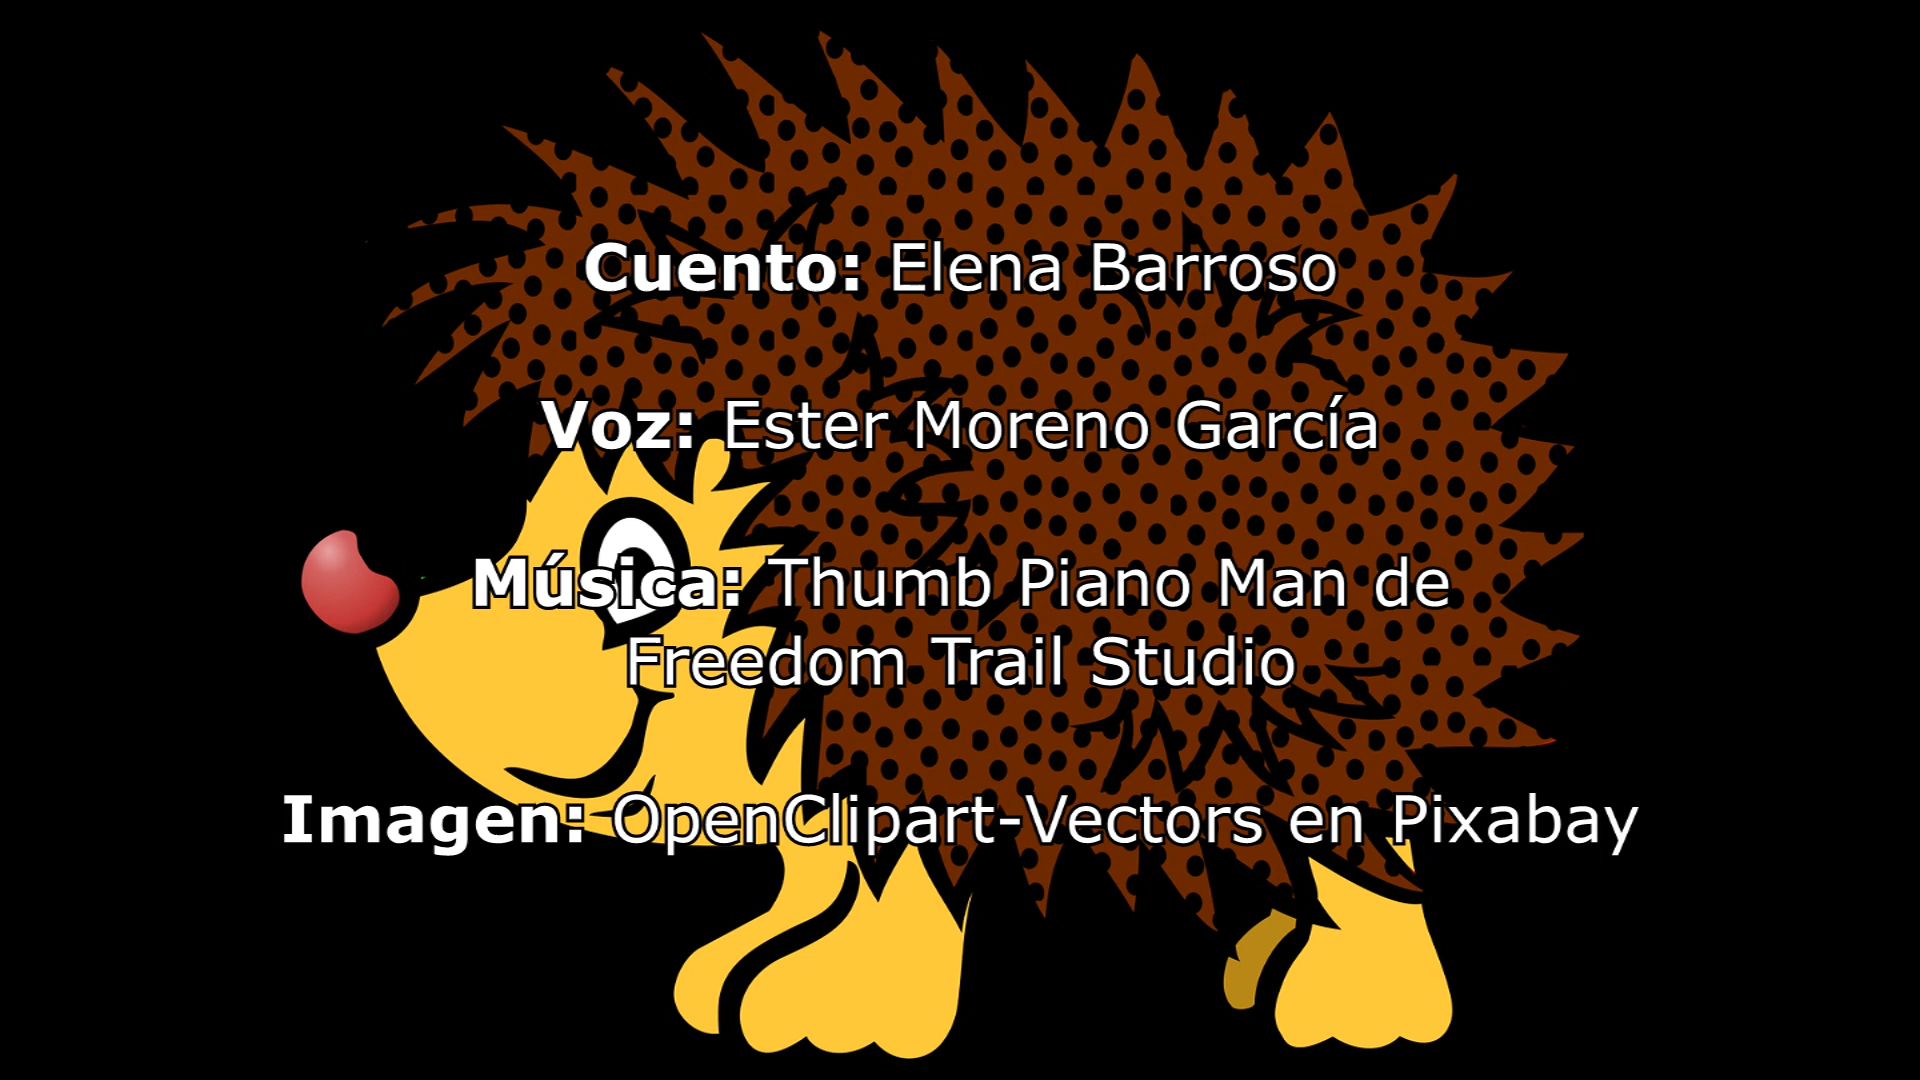 Cuento: Elena Barroso
Voz: Ester Moreno García
Música: Thumb Piano Man de
Freedom Trail Studio
Imagen: OpenClipart-Vectors en Pixabay